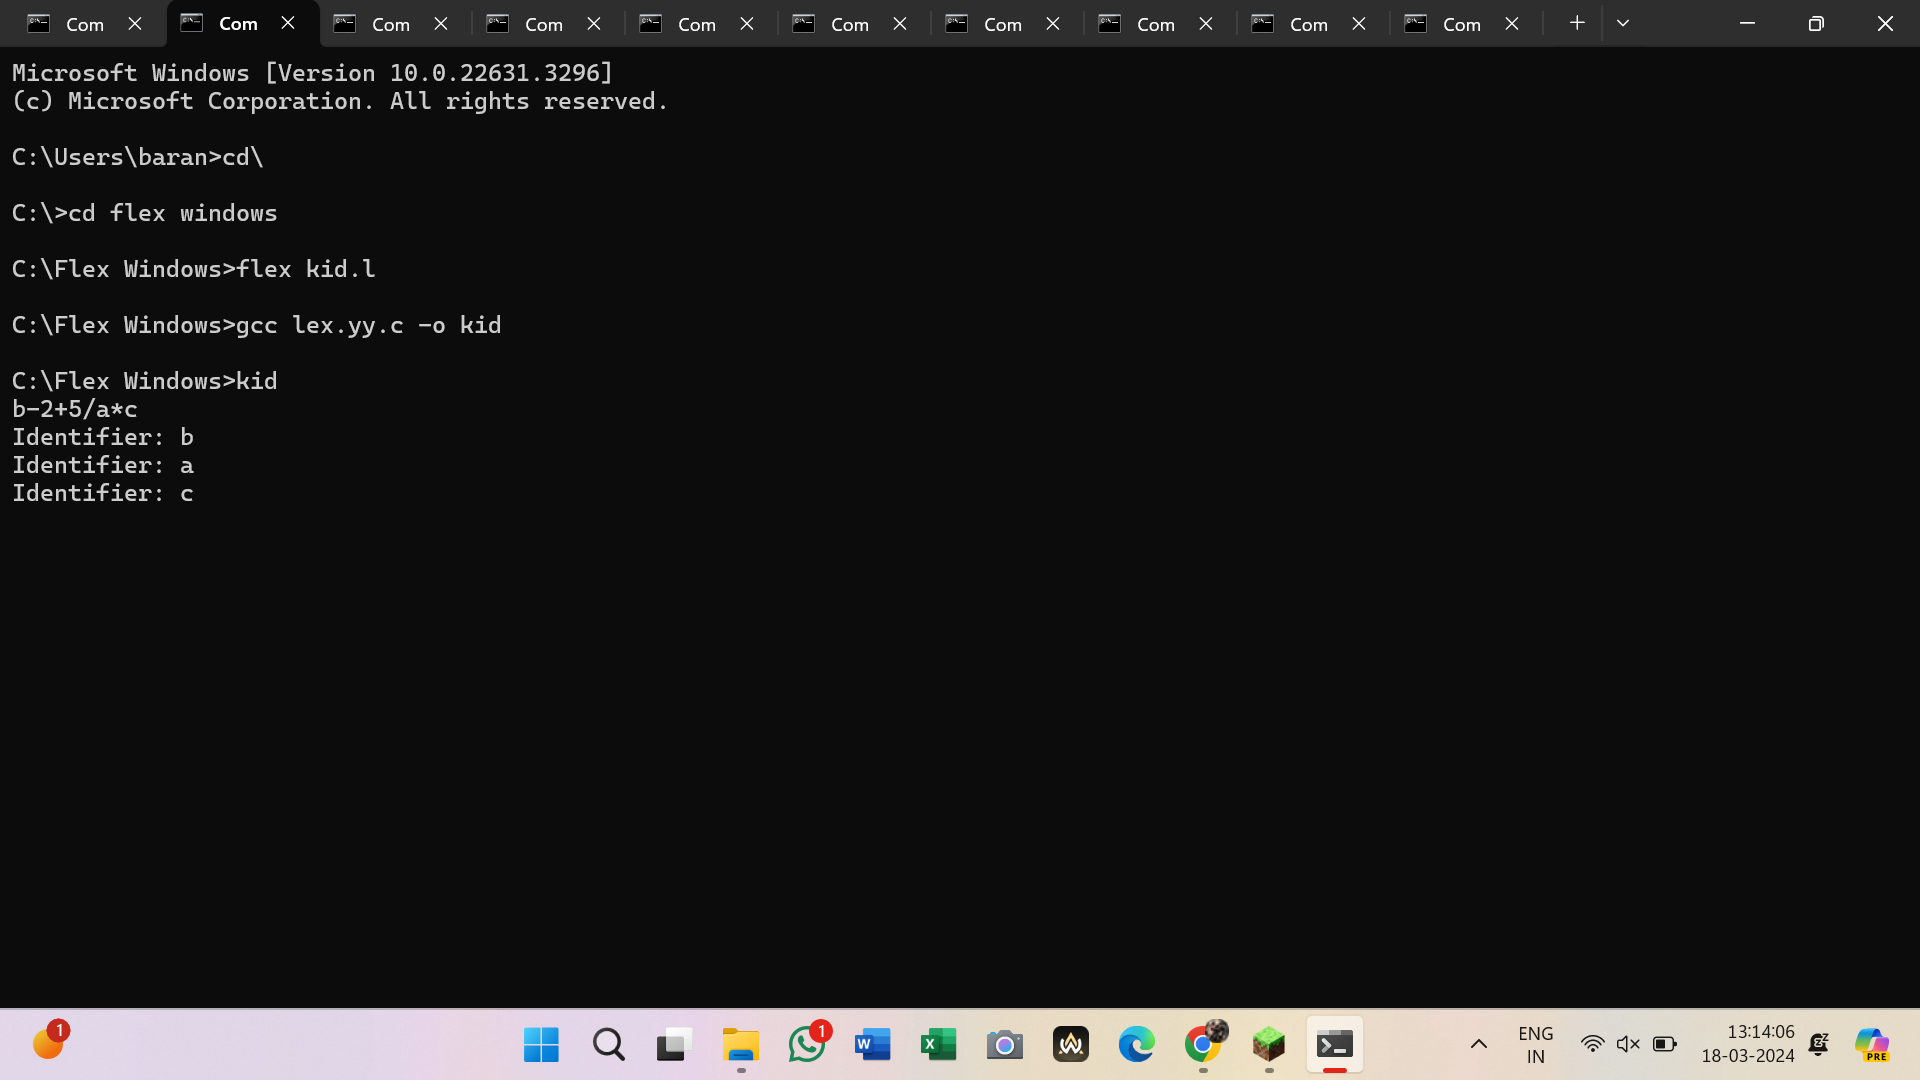 Com Com Com Com Com Com Com Com Com Com
Microsoft Windows [Version 10.0.22631.3296]
(c) Microsoft Corporation. All rights reserved.
C:\Users\baran>cd\
C:\>cd flex windows
C:\Flex Windows>flex kid.l
C:\Flex Windows>gcc lex.yy.c -o kid
C:\Flex Windows>kid
b-2+5/a*c
Identifier: b
Identifier: a
Identifier: c
1
1
W
X
ENG
IN
13:14:06
18-03-2024
PRE